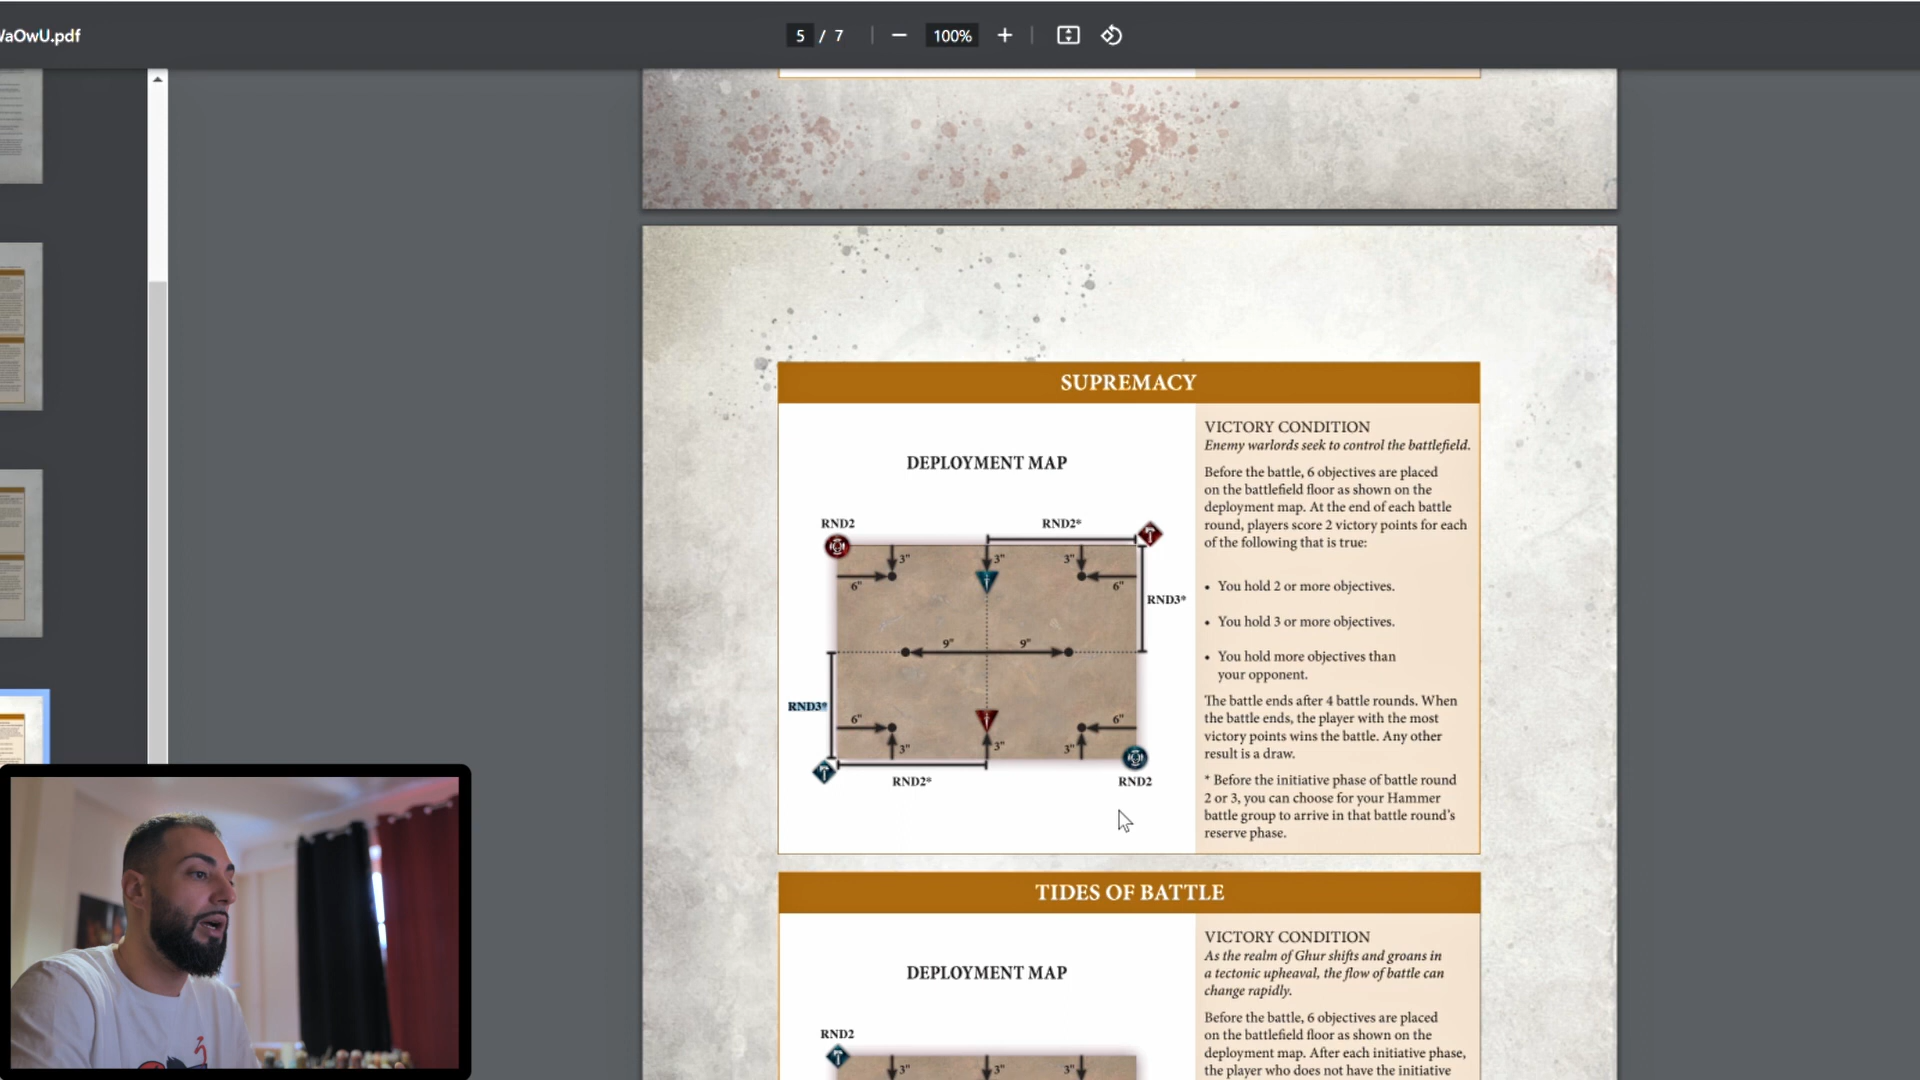 VaOwU.pdf
5 / 7
100%
SUPREMACY
DEPLOYMENT MAP
RND2
RND2*
3"
3"
3"
6"
6"
RND3*
9"
9"
RND3*
6"
6"
3"
3"
3"
RND2*
RND2
VICTORY CONDITION
Enemy warlords seek to control the battlefield.
Before the battle, 6 objectives are placed
on the battlefield floor as shown on the
deployment map. At the end of each battle
round, players score 2 victory points for each
of the following that is true:
• You hold 2 or more objectives.
• You hold 3 or more objectives.
• You hold more objectives than
your opponent.
The battle ends after 4 battle rounds. When
the battle ends, the player with the most
victory points wins the battle. Any other
result is a draw.
* Before the initiative phase of battle round
2 or 3, you can choose for your Hammer
battle group to arrive in that battle round's
reserve phase.
TIDES OF BATTLE
DEPLOYMENT MAP
RND2
3"
3"
3"
VICTORY CONDITION
As the realm of Ghur shifts and groans in
a tectonic upheaval, the flow of battle can
change rapidly.
Before the battle, 6 objectives are placed
on the battlefield floor as shown on the
deployment map. After each initiative phase,
the player who does not have the initiative